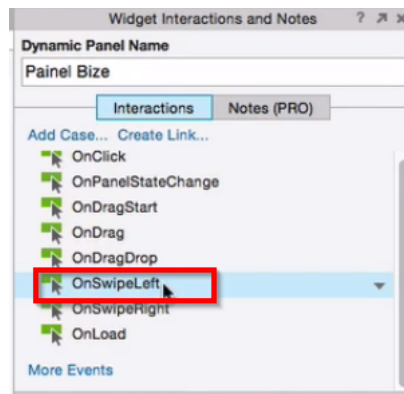 Widget Interactions and Notes ?
Dynamic Panel Name
Painel Bize
Interactions Notes (PRO)
Add Case... Create Link...
OnClick
OnPanelStateChange
OnDragStart
OnDrag
OnDragDrop
OnSwipeLeft
OnSwipeRight
OnLoad
More Events